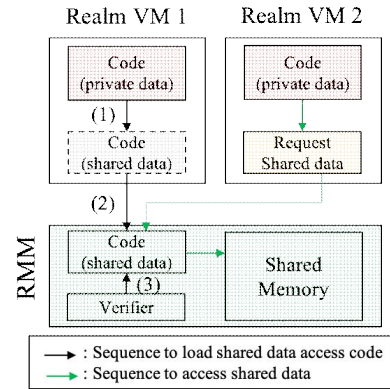 Realm VM 1
Realm VM 2
Code
(private data)
Code
(private data)
(1)
Code
(shared data)
Request
Shared data
(2)
RMM
Code
(shared data)
(3)
Verifier
Shared
Memory
: Sequence to load shared data access code
: Sequence to access shared data